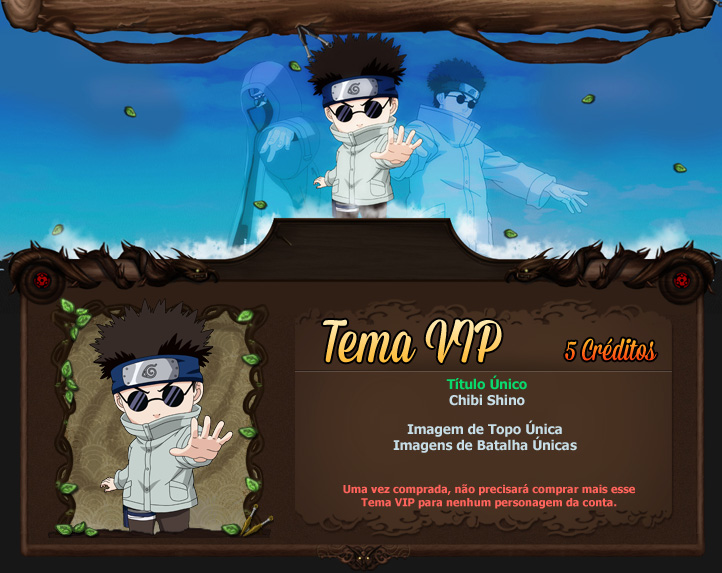 Tema VIP
5 Créditos
Título Único
Chibi Shino
Imagem de Topo Única
Imagens de Batalha Únicas
Uma vez comprada, não precisará comprar mais esse
Tema VIP para nenhum personagem da conta.